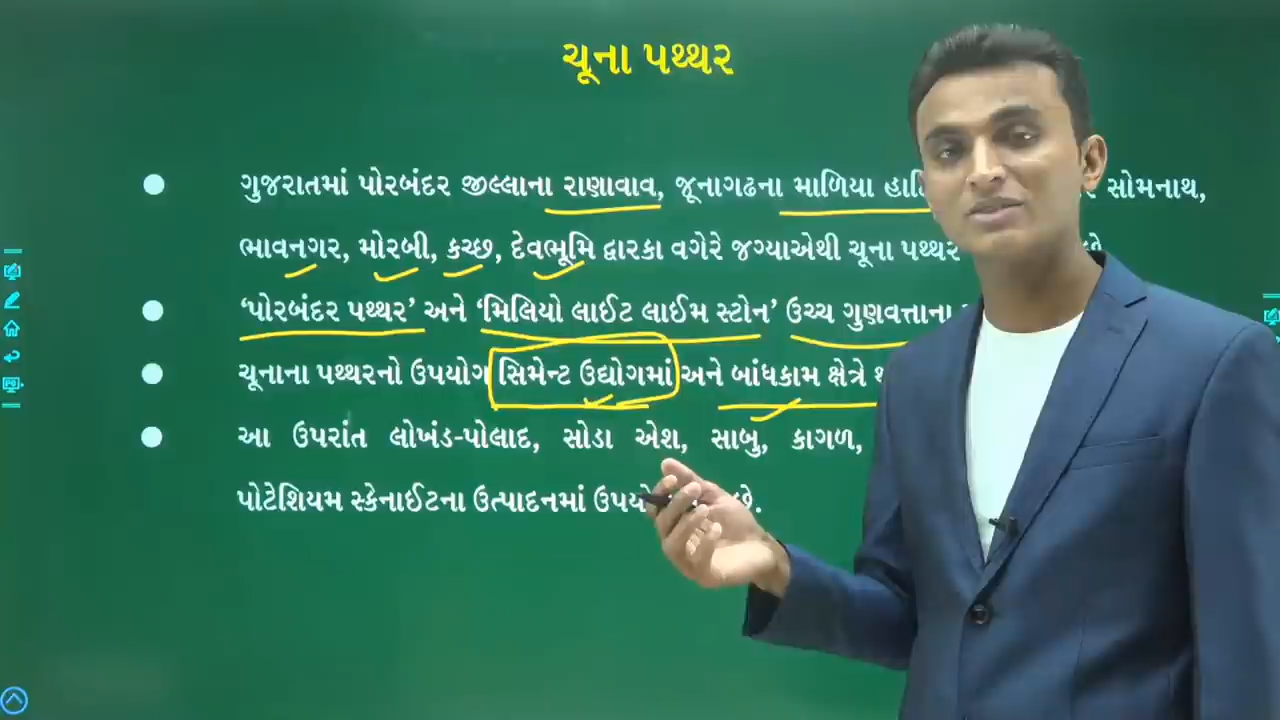 ચૂના પથ્થર
ગુજરાતમાં પોરબંદર જીલ્લાના રાણાવાવ, જૂનાગઢના માળિયા સોમનાથ,
ભાવનગર, મોરબી, કચ્છ, દેવભૂમિ દ્વારકા વગેરે જગ્યાએથી ચૂના પથ્થર છે.
'પોરબંદર પથ્થર' અને 'મિલિયો લાઈટ લાઈમ સ્ટોન' ઉચ્ચ ગુણવત્તાના
ચૂનાના પથ્થરનો ઉપયોગ સિમેન્ટ ઉદ્યોગમાં અને બાંધકામ ક્ષેત્રે
આ ઉપરાંત લોખંડ-પોલાદ, સોડા એશ, સાબુ, કાગળ,
પોટેશિયમ સ્કેનાઈટના ઉત્પાદનમાં છે.